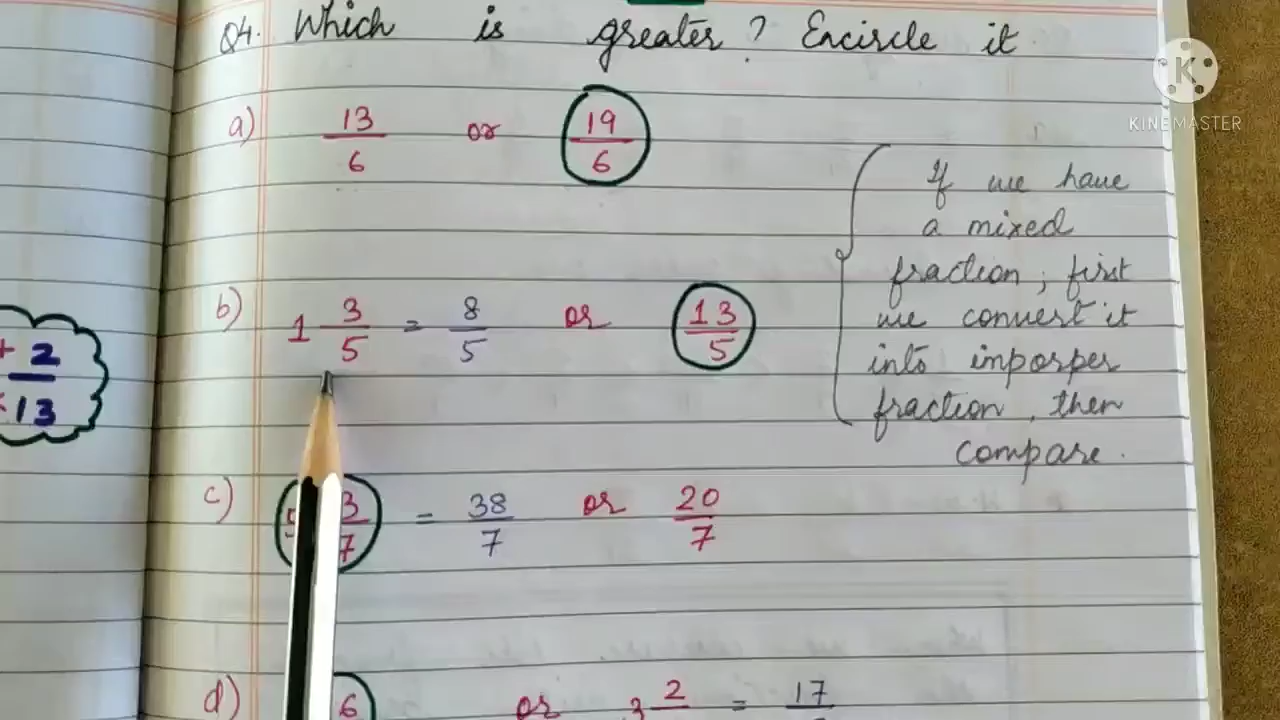 Q4. Which is greater? Encircle it
KINEMASTER
a) 13/6 or 19/6
If we have
a mixed
fraction, first
we convert it
into imporper
fraction, then
compare.
b) 1 3/5 = 8/5 or 13/5
+ 2
13
c) 5 3/7 = 38/7 or 20/7
d) 6 or 3 2 = 17